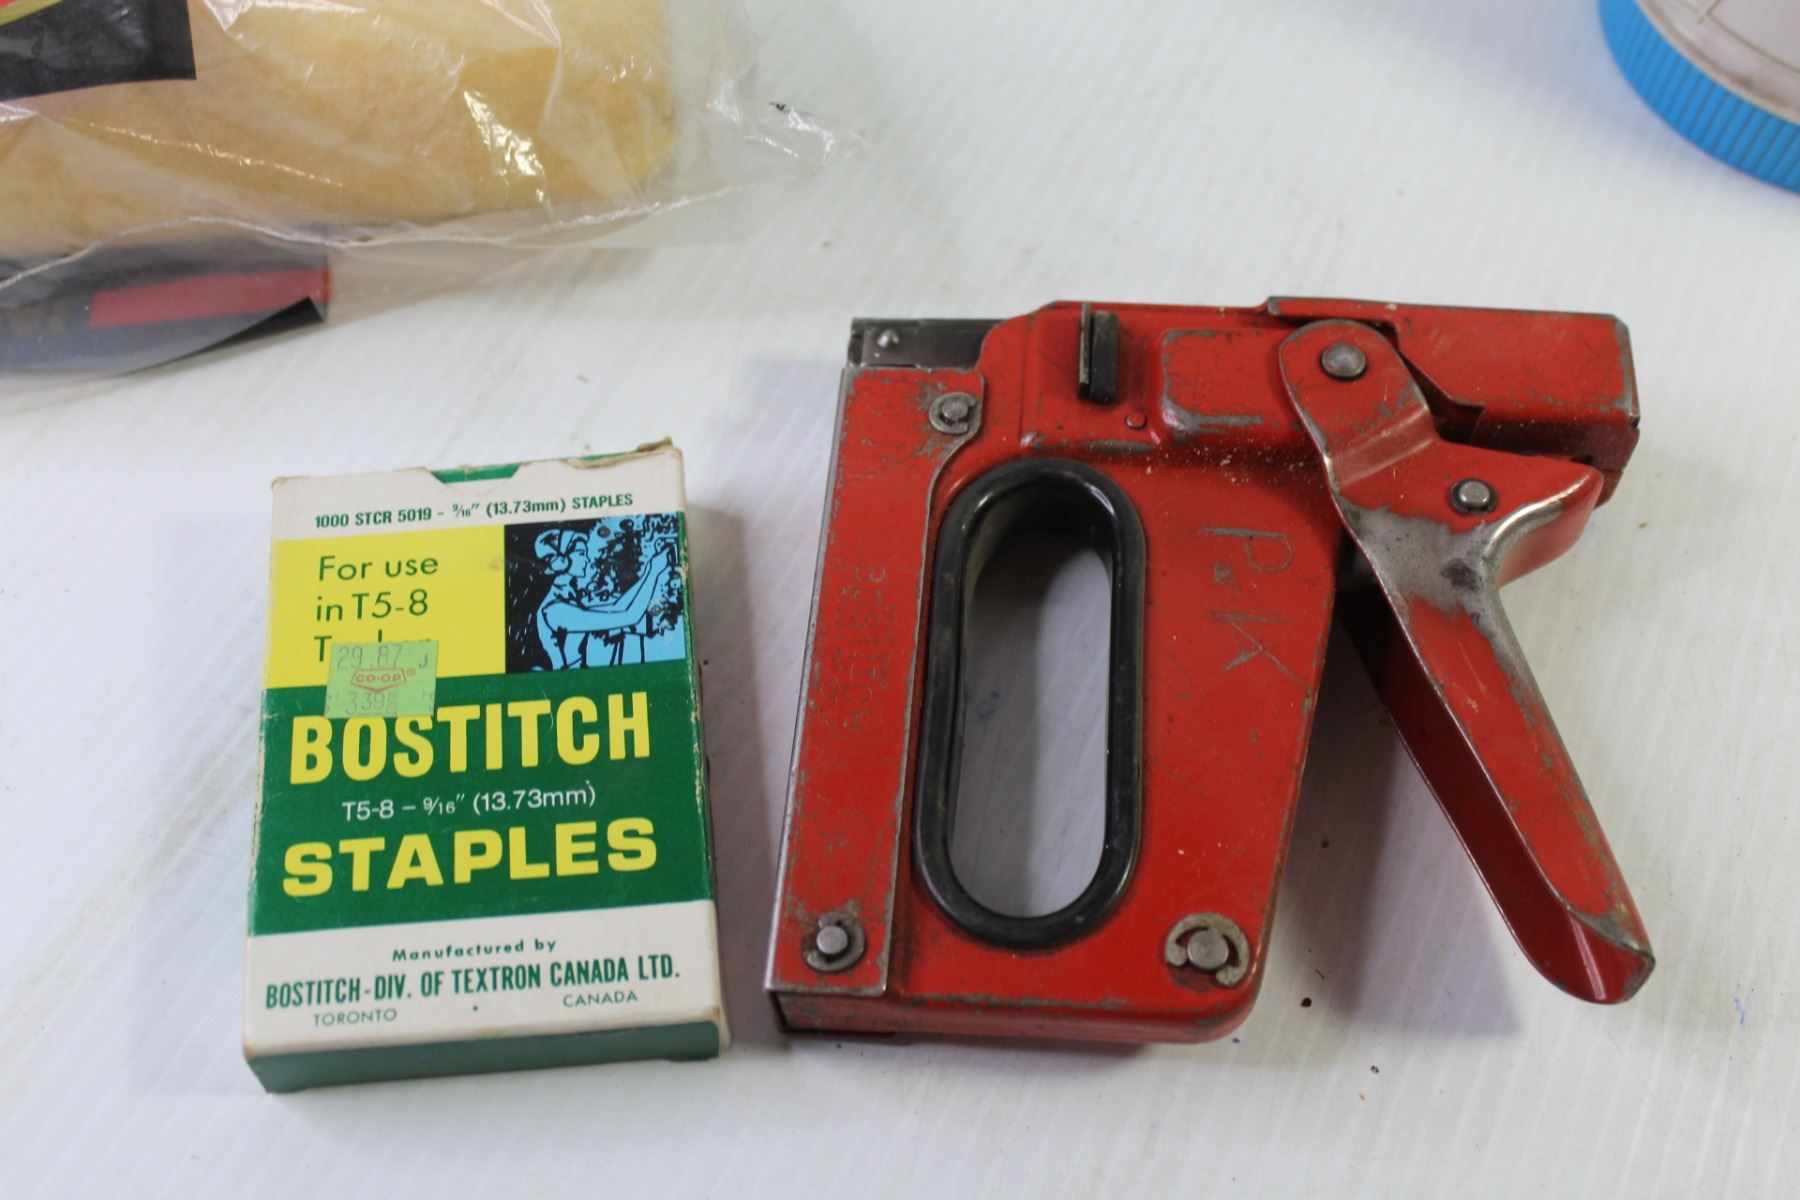 1000 STCR 5019 - 9/16" (13.73mm) STAPLES
For use
in T5-8
29 87 J
CO-OP®
BOSTITCH
T5-8 - 9/16" (13.73mm)
STAPLES
Manufactured by
BOSTITCH-DIV. OF TEXTRON CANADA LTD.
TORONTO CANADA
BOSTITCH
P.K